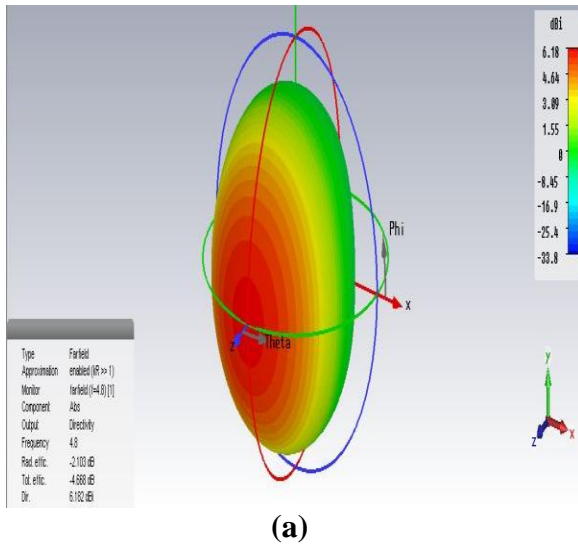 dBi
6.18
4.64
3.09
1.55
0
-8.45
-16.9
-25.4
-33.8
Phi
x
Theta
z
y
x
z
Type Farfield
Approximation enabled (kR >> 1)
Monitor farfield (f=4.8) [1]
Component Abs
Output Directivity
Frequency 4.8
Rad. effic. -2.103 dB
Tot. effic. -4.668 dB
Dir. 6.182 dBi
(a)